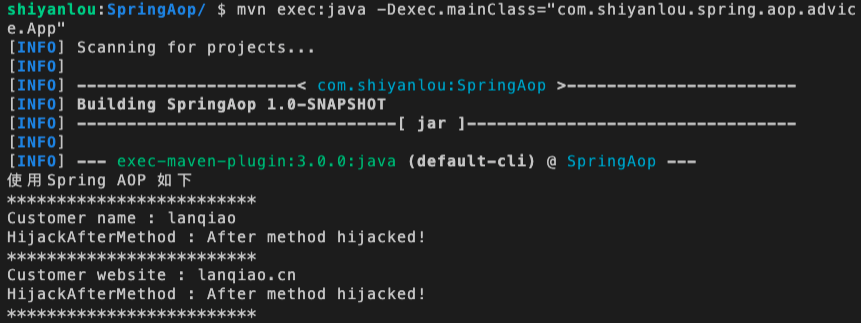 shiyanlou:SpringAop/ $ mvn exec:java -Dexec.mainClass="com.shiyanlou.spring.aop.advic
e.App"
[INFO] Scanning for projects...
[INFO]
[INFO] ----------------------< com.shiyanlou:SpringAop >-----------------------
[INFO] Building SpringAop 1.0-SNAPSHOT
[INFO] --------------------------------[ jar ]---------------------------------
[INFO]
[INFO] --- exec-maven-plugin:3.0.0:java (default-cli) @ SpringAop ---
使用Spring AOP 如下
*************************
Customer name : lanqiao
HijackAfterMethod : After method hijacked!
*************************
Customer website : lanqiao.cn
HijackAfterMethod : After method hijacked!
*************************